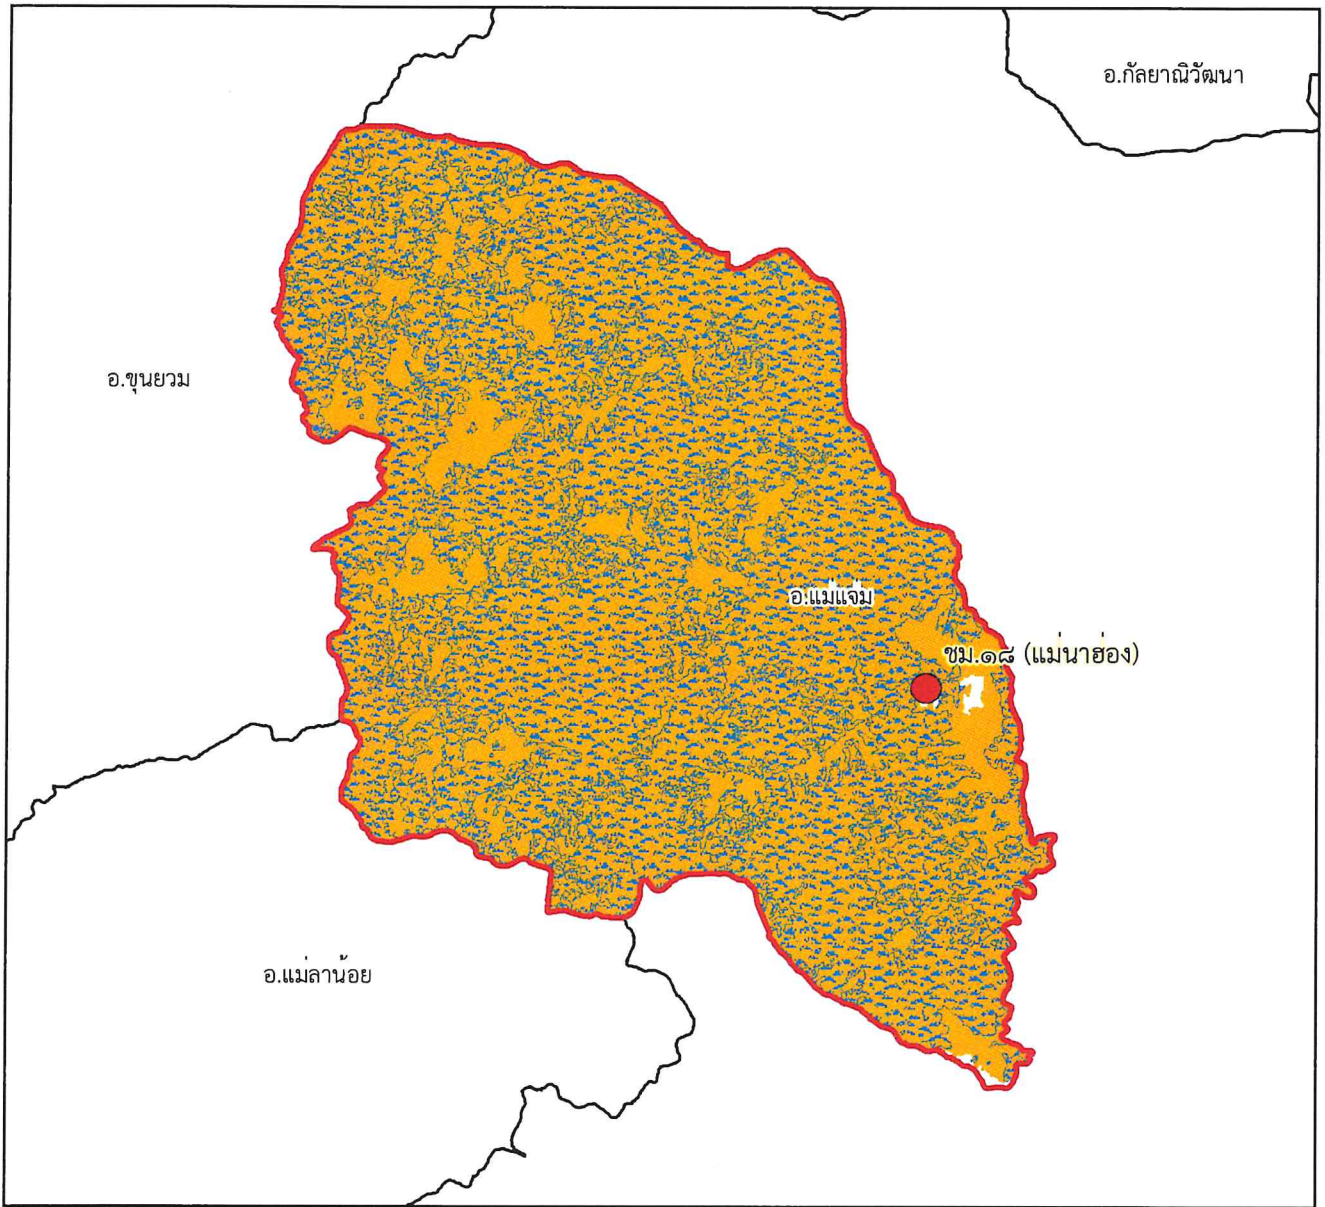 อ.กัลยาณิวัฒนา
อ.ขุนยวม
อ.แม่แจ่ม
ชม.๑๘ (แม่นาฮ่อง)
อ.แม่ลาน้อย